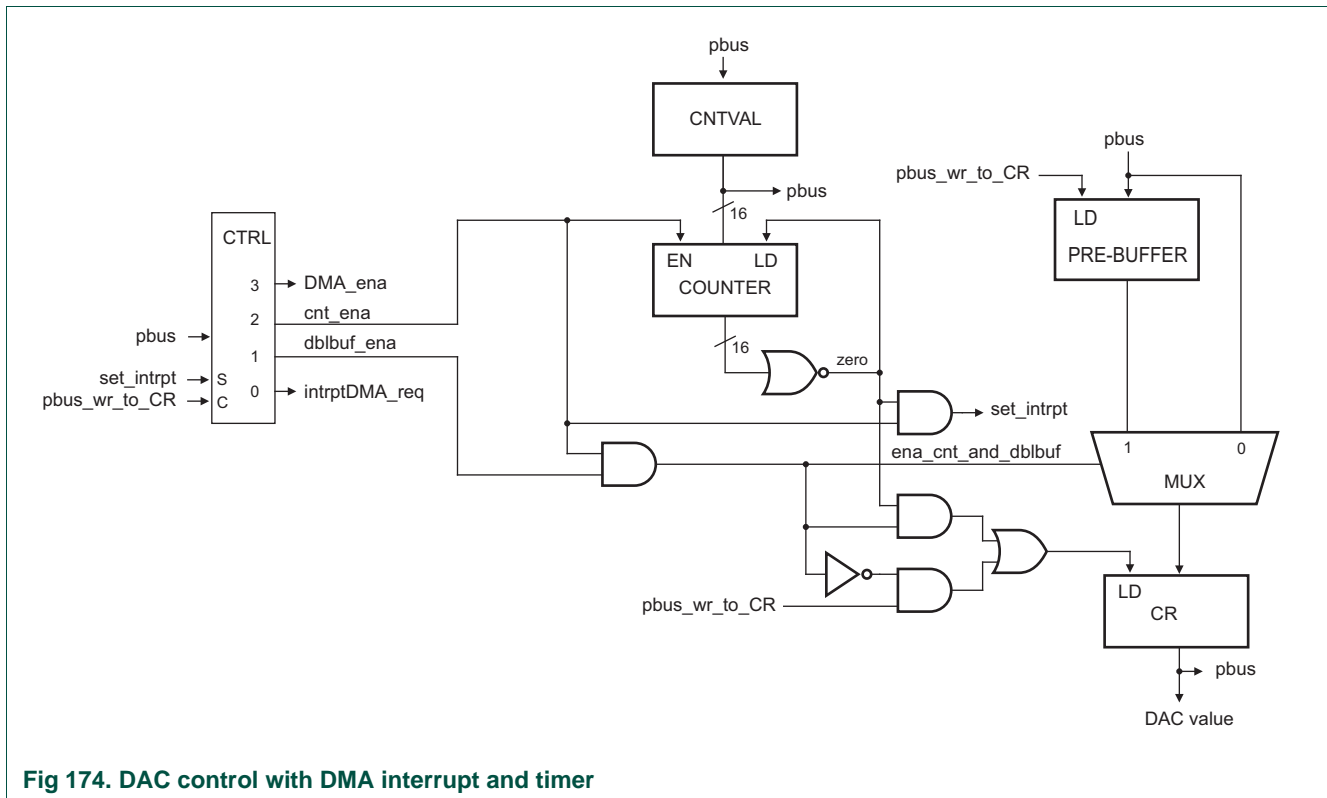 pbus
CNTVAL
pbus
16
pbus
pbus_wr_to_CR
LD
PRE-BUFFER
CTRL
3
DMA_ena
2
cnt_ena
1
dblbuf_ena
0
intrptDMA_req
pbus
set_intrpt
S
pbus_wr_to_CR
C
EN
LD
COUNTER
16
zero
set_intrpt
ena_cnt_and_dblbuf
1
0
MUX
pbus_wr_to_CR
LD
CR
pbus
DAC value
Fig 174. DAC control with DMA interrupt and timer